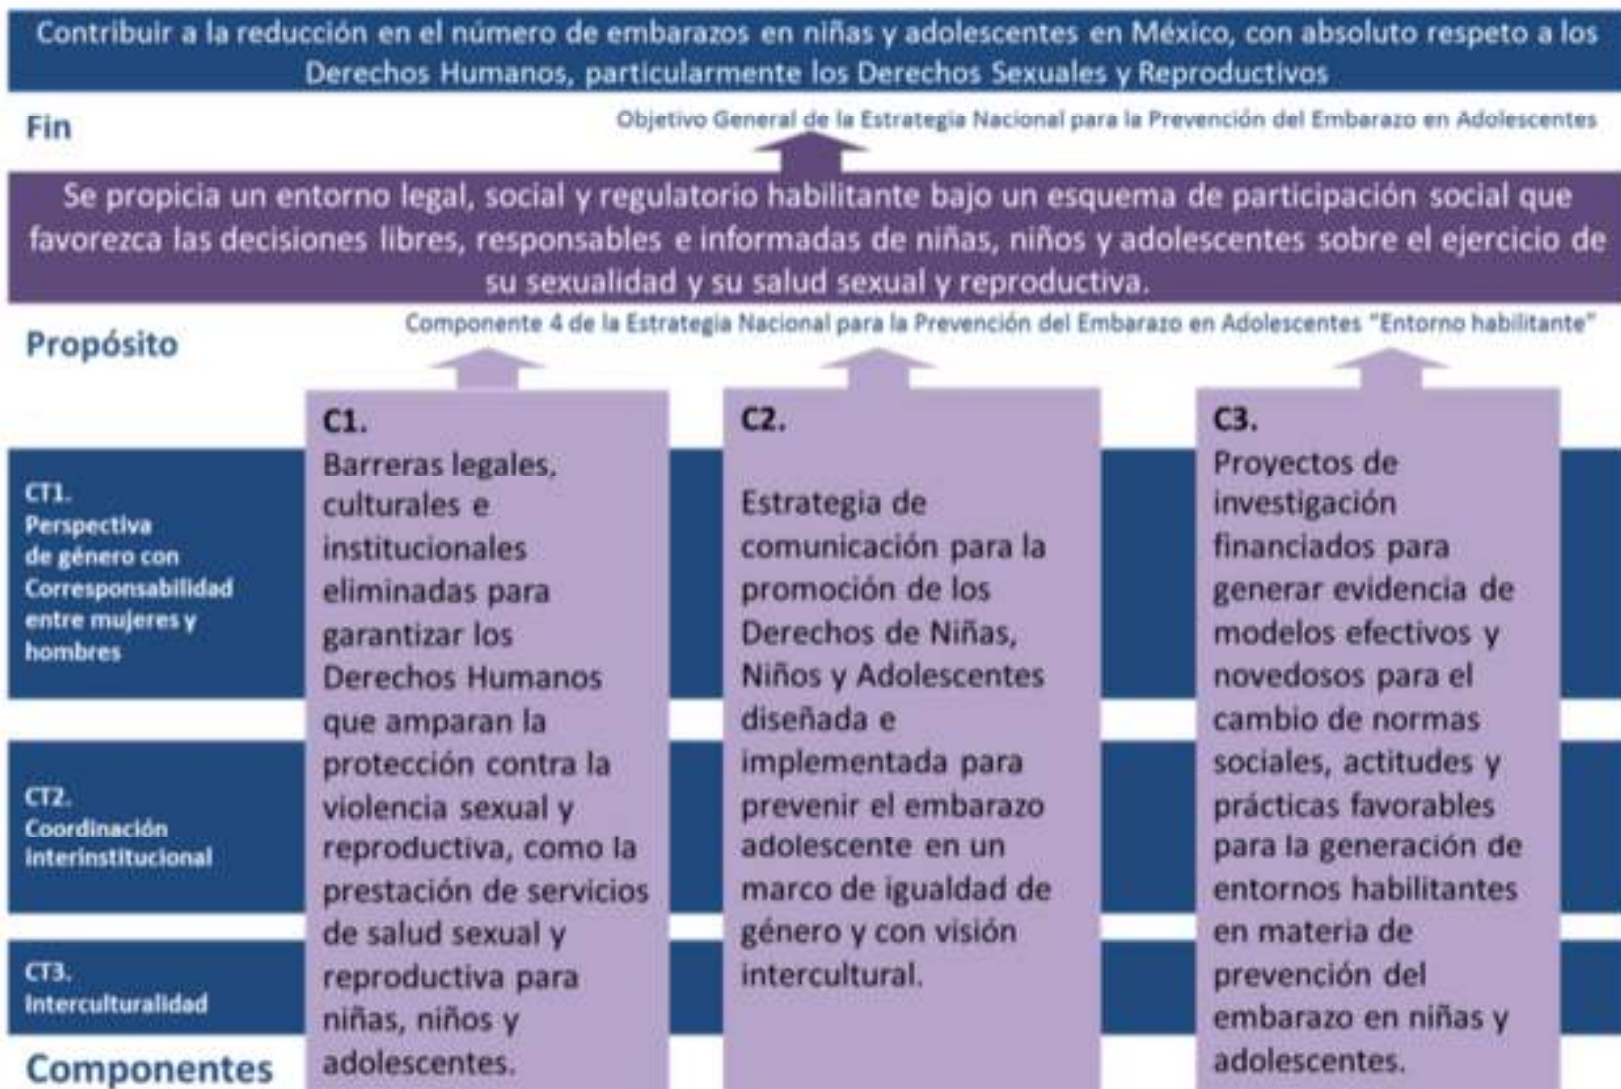 Contribuir a la reducción en el número de embarazos en niñas y adolescentes en México, con absoluto respeto a los
Derechos Humanos, particularmente los Derechos Sexuales y Reproductivos
Fin
Objetivo General de la Estrategia Nacional para la Prevención del Embarazo en Adolescentes
Se propicia un entorno legal, social y regulatorio habilitante bajo un esquema de participación social que
favorezca las decisiones libres, responsables e informadas de niñas, niños y adolescentes sobre el ejercicio de
su sexualidad y su salud sexual y reproductiva.
Propósito
Componente 4 de la Estrategia Nacional para la Prevención del Embarazo en Adolescentes "Entorno habilitante"
CT1.
Perspectiva
de género con
Corresponsabilidad
entre mujeres y
hombres
CT2.
Coordinación
interinstitucional
CT3.
Interculturalidad
Componentes
C1.
Barreras legales,
culturales e
institucionales
eliminadas para
garantizar los
Derechos Humanos
que amparan la
protección contra la
violencia sexual y
reproductiva, como la
prestación de servicios
de salud sexual y
reproductiva para
niñas, niños y
adolescentes.
C2.
Estrategia de
comunicación para la
promoción de los
Derechos de Niñas,
Niños y Adolescentes
diseñada e
implementada para
prevenir el embarazo
adolescente en un
marco de igualdad de
género y con visión
intercultural.
C3.
Proyectos de
investigación
financiados para
generar evidencia de
modelos efectivos y
novedosos para el
cambio de normas
sociales, actitudes y
prácticas favorables
para la generación de
entornos habilitantes
en materia de
prevención del
embarazo en niñas y
adolescentes.